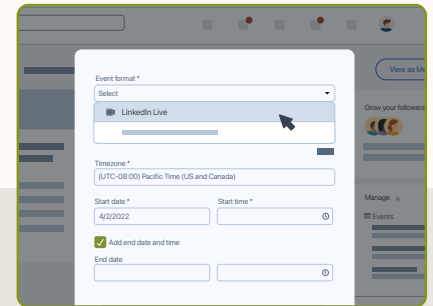 View as Me
Event format *
Select
LinkedIn Live
Grow your followers
Timezone *
(UTC-08:00) Pacific Time (US and Canada)
Start date *
Start time *
Manage
4/2/2022
Events
Add end date and time
End date